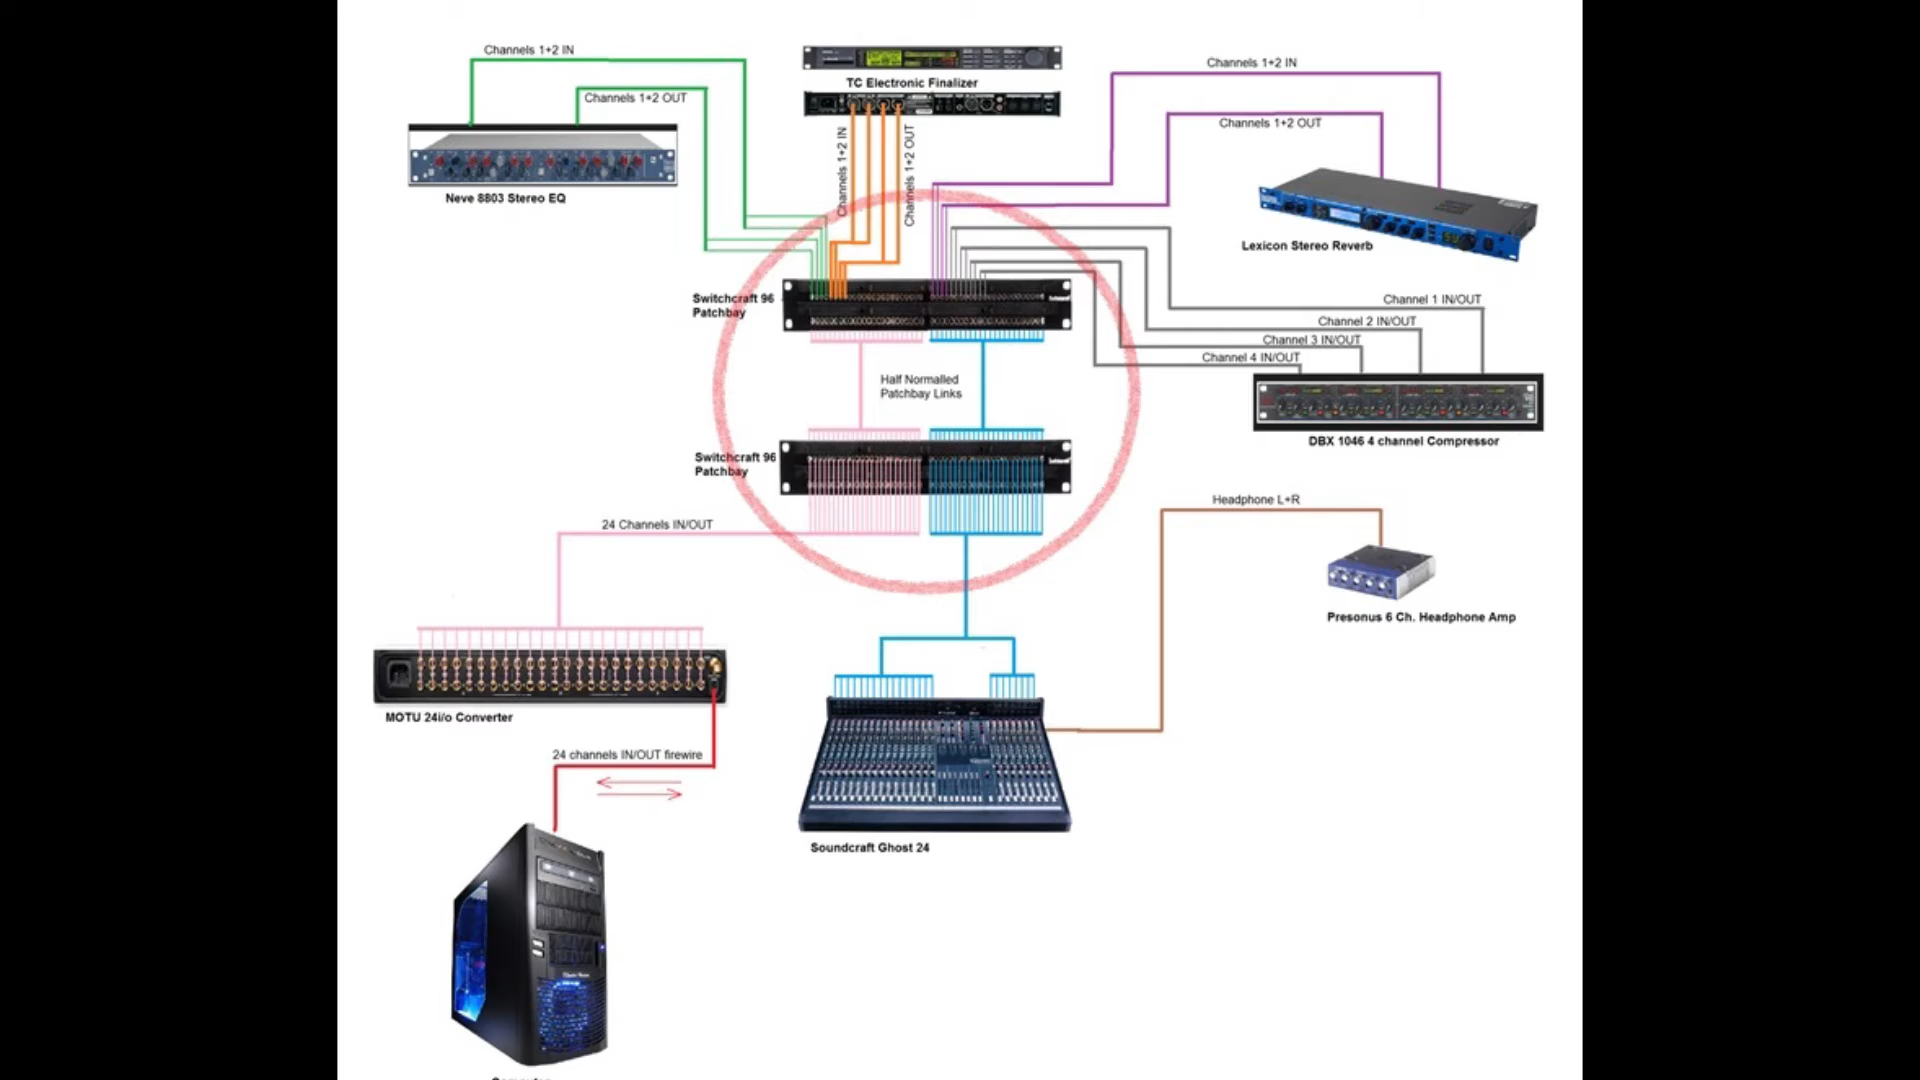 Channels 1+2 IN
Channels 1+2 OUT
Neve 8803 Stereo EQ
TC Electronic Finalizer
Channels 1+2 IN
Channels 1+2 OUT
Channels 1+2 IN
Channels 1+2 OUT
Lexicon Stereo Reverb
Switchcraft 96
Patchbay
Channel 1 IN/OUT
Channel 2 IN/OUT
Channel 3 IN/OUT
Channel 4 IN/OUT
Half Normalled
Patchbay Links
DBX 1046 4 channel Compressor
Switchcraft 96
Patchbay
24 Channels IN/OUT
Headphone L+R
Presonus 6 Ch. Headphone Amp
MOTU 24i/o Converter
24 channels IN/OUT firewire
Soundcraft Ghost 24